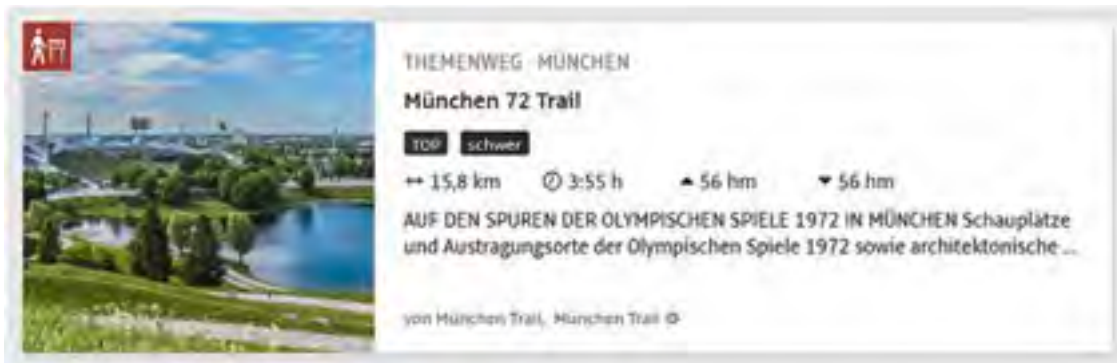 THEMENWEG MÜNCHEN
München 72 Trail
TOP schwer
15,8 km 3:55 h 56 hm 56 hm
AUF DEN SPUREN DER OLYMPISCHEN SPIELE 1972 IN MÜNCHEN Schauplätze
und Austragungsorte der Olympischen Spiele 1972 sowie architektonische ...
von München Trail, München Trail